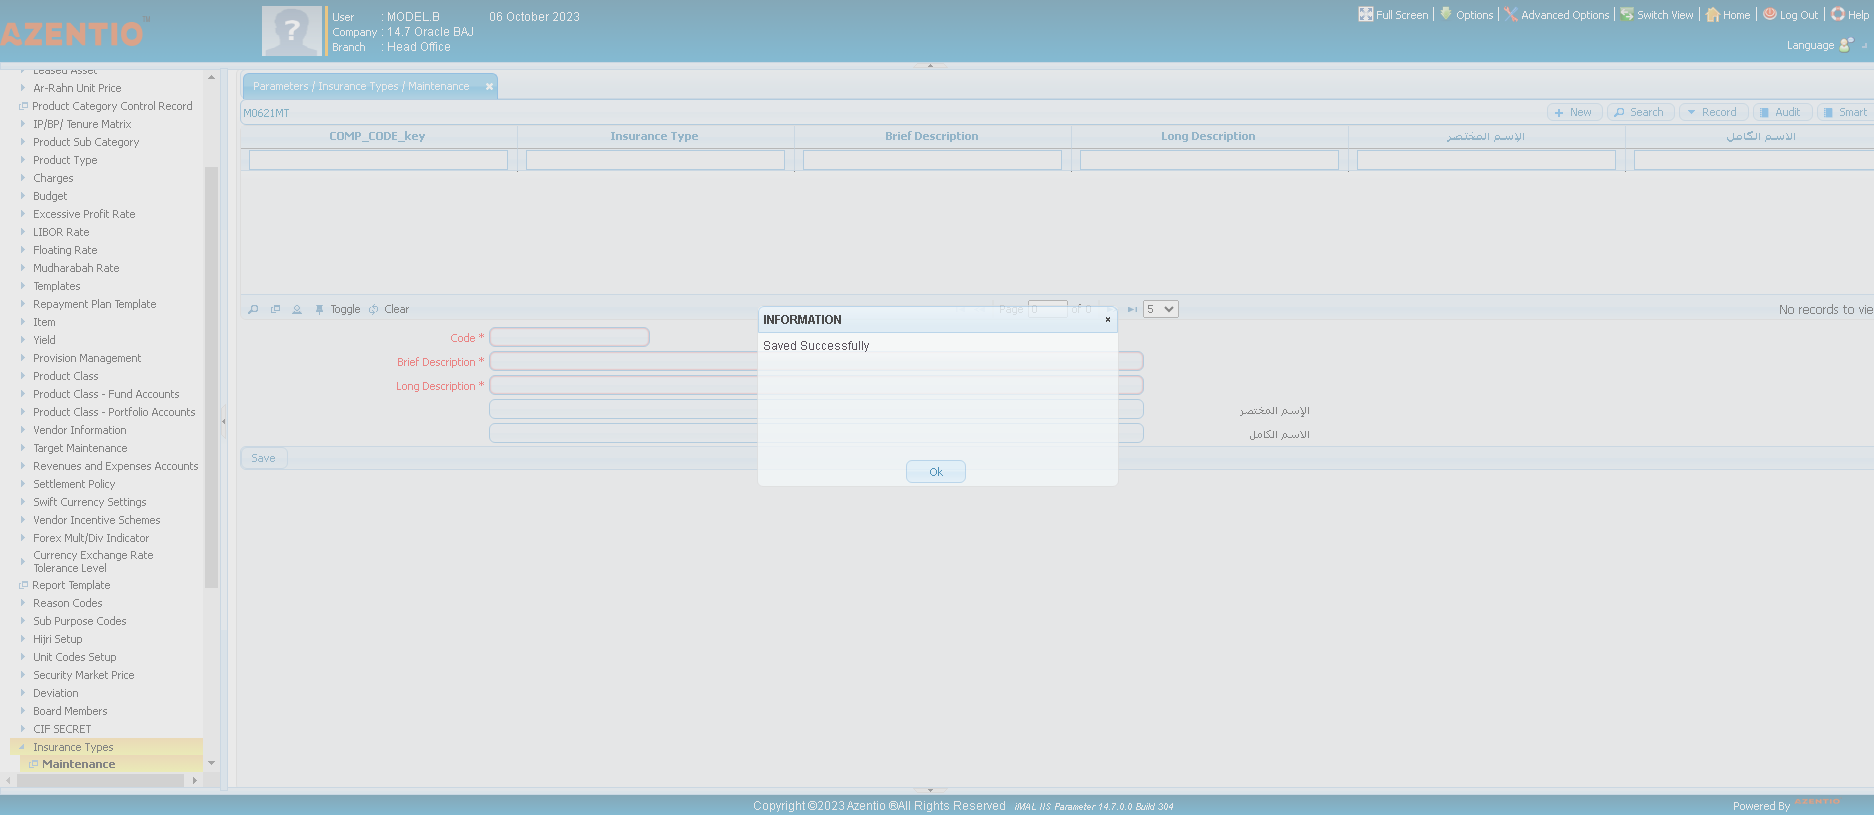 AZENTIO™
User : MODEL.B 06 October 2023
Company : 14.7 Oracle BAJ
Branch : Head Office
Full Screen | Options | Advanced Options | Switch View | Home | Log Out | Help
Language
Leased Asset
Ar-Rahn Unit Price
Product Category Control Record
IP/BP/ Tenure Matrix
Product Sub Category
Product Type
Charges
Budget
Excessive Profit Rate
LIBOR Rate
Floating Rate
Mudharabah Rate
Templates
Repayment Plan Template
Item
Yield
Provision Management
Product Class
Product Class - Fund Accounts
Product Class - Portfolio Accounts
Vendor Information
Target Maintenance
Revenues and Expenses Accounts
Settlement Policy
Swift Currency Settings
Vendor Incentive Schemes
Forex Mult/Div Indicator
Currency Exchange Rate
Tolerance Level
Report Template
Reason Codes
Sub Purpose Codes
Hijri Setup
Unit Codes Setup
Security Market Price
Deviation
Board Members
CIF SECRET
Insurance Types
Maintenance
Parameters / Insurance Types / Maintenance ×
M0621MT
New Search Record Audit Smart
COMP_CODE_key Insurance Type Brief Description Long Description الإسم المختصر الاسم الكامل
Toggle Clear Page 0 of 0 5 No records to vie
Code *
Brief Description *
Long Description *
الإسم المختصر
الاسم الكامل
Save
INFORMATION ×
Saved Successfully
Ok
Copyright ©2023 Azentio ®All Rights Reserved iMAL IIS Parameter 14.7.0.0 Build 304
Powered By AZENTIO